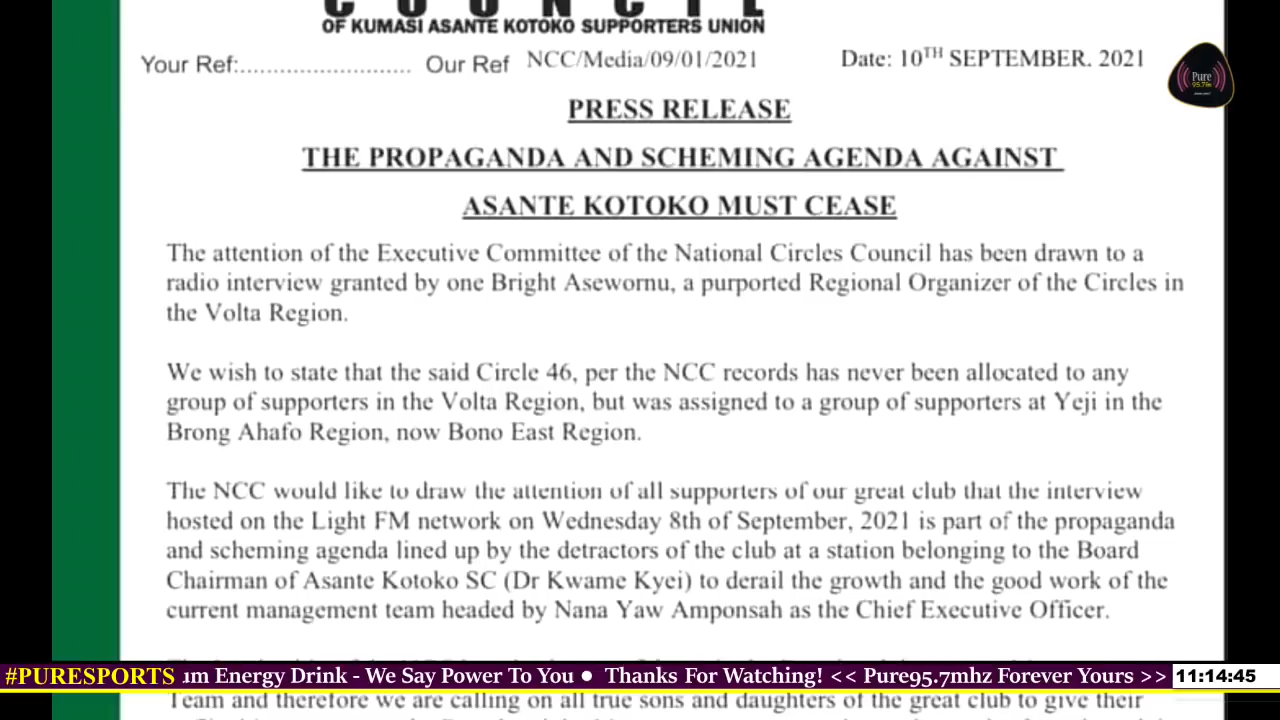 COUNCIL
OF KUMASI ASANTE KOTOKO SUPPORTERS UNION
Your Ref:.......................... Our Ref NCC/Media/09/01/2021 Date: 10TH SEPTEMBER. 2021
Pure
95.7fm
PRESS RELEASE
THE PROPAGANDA AND SCHEMING AGENDA AGAINST
ASANTE KOTOKO MUST CEASE
The attention of the Executive Committee of the National Circles Council has been drawn to a
radio interview granted by one Bright Asewornu, a purported Regional Organizer of the Circles in
the Volta Region.
We wish to state that the said Circle 46, per the NCC records has never been allocated to any
group of supporters in the Volta Region, but was assigned to a group of supporters at Yeji in the
Brong Ahafo Region, now Bono East Region.
The NCC would like to draw the attention of all supporters of our great club that the interview
hosted on the Light FM network on Wednesday 8th of September, 2021 is part of the propaganda
and scheming agenda lined up by the detractors of the club at a station belonging to the Board
Chairman of Asante Kotoko SC (Dr Kwame Kyei) to derail the growth and the good work of the
current management team headed by Nana Yaw Amponsah as the Chief Executive Officer.
#PURESPORTS um Energy Drink - We Say Power To You ● Thanks For Watching! << Pure95.7mhz Forever Yours >> 11:14:45
Team and therefore we are calling on all true sons and daughters of the great club to give their